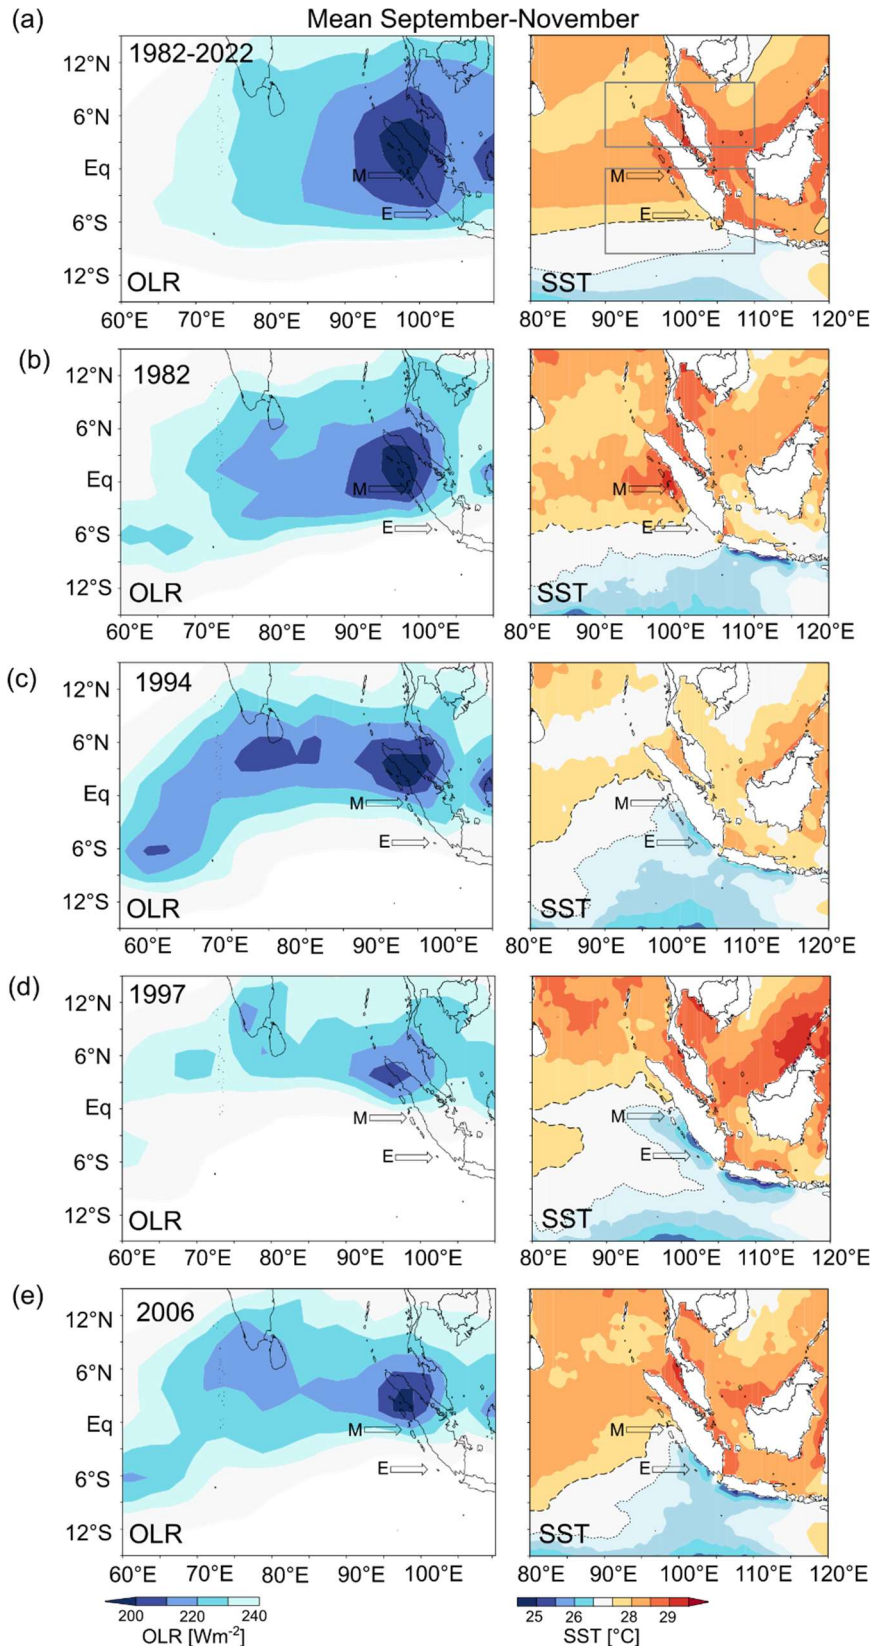 (a)
Mean September-November
1982-2022
12°N
6°N
Eq
6°S
12°S
M
E
OLR
60°E 70°E 80°E 90°E 100°E
M
E
SST
80°E 90°E 100°E 110°E 120°E
(b)
1982
12°N
6°N
Eq
6°S
12°S
M
E
OLR
60°E 70°E 80°E 90°E 100°E
M
E
SST
80°E 90°E 100°E 110°E 120°E
(c)
1994
12°N
6°N
Eq
6°S
12°S
M
E
OLR
60°E 70°E 80°E 90°E 100°E
M
E
SST
80°E 90°E 100°E 110°E 120°E
(d)
1997
12°N
6°N
Eq
6°S
12°S
M
E
OLR
60°E 70°E 80°E 90°E 100°E
M
E
SST
80°E 90°E 100°E 110°E 120°E
(e)
2006
12°N
6°N
Eq
6°S
12°S
M
E
OLR
60°E 70°E 80°E 90°E 100°E
M
E
SST
80°E 90°E 100°E 110°E 120°E
200 220 240
OLR [Wm⁻²]
25 26 28 29
SST [°C]